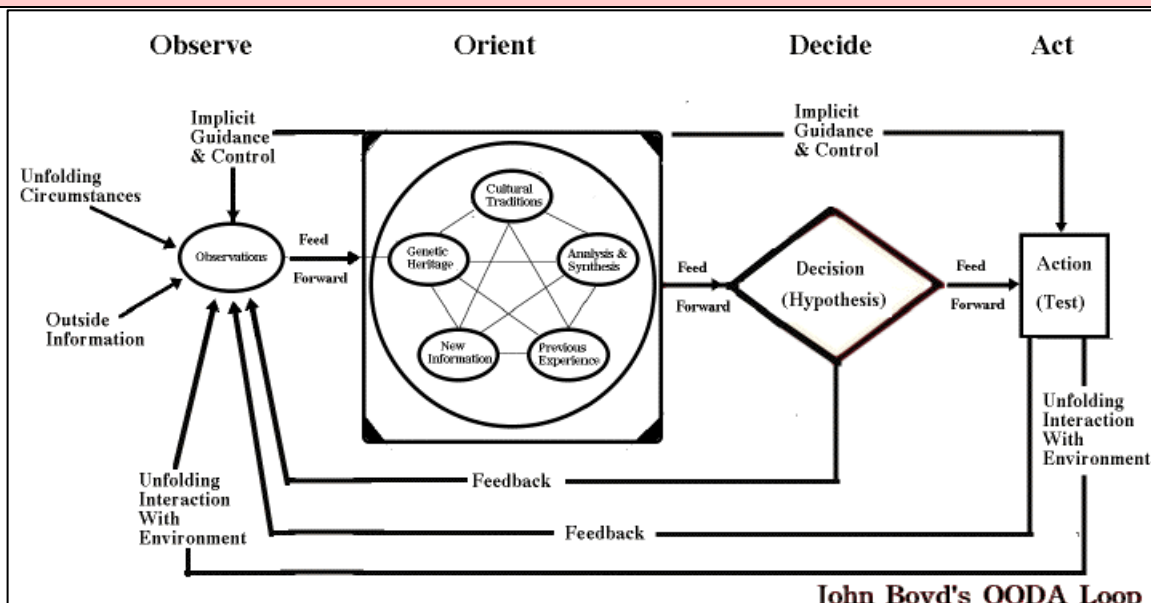 Observe
Orient
Decide
Act
Implicit
Guidance
& Control
Implicit
Guidance
& Control
Unfolding
Circumstances
Observations
Outside
Information
Feed
Forward
Cultural
Traditions
Genetic
Heritage
Analysis &
Synthesis
New
Information
Previous
Experience
Feed
Forward
Decision
(Hypothesis)
Feed
Forward
Action
(Test)
Unfolding
Interaction
With
Environment
Unfolding
Interaction
With
Environment
Feedback
Feedback
John Boyd's OODA Loop